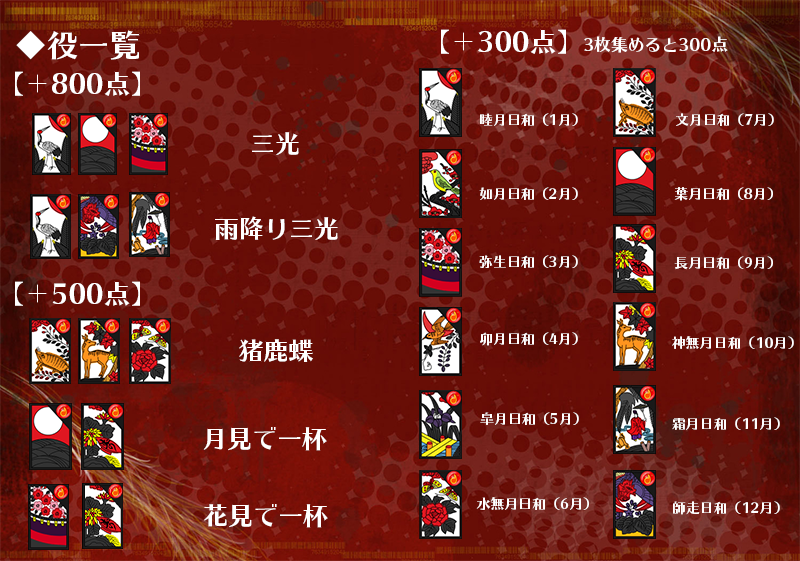 ◆役一覧
【＋800点】
三光
雨降り三光
【＋500点】
猪鹿蝶
月見で一杯
花見で一杯
【＋300点】3枚集めると300点
睦月日和（1月）
如月日和（2月）
弥生日和（3月）
卯月日和（4月）
皐月日和（5月）
水無月日和（6月）
文月日和（7月）
葉月日和（8月）
長月日和（9月）
神無月日和（10月）
霜月日和（11月）
師走日和（12月）